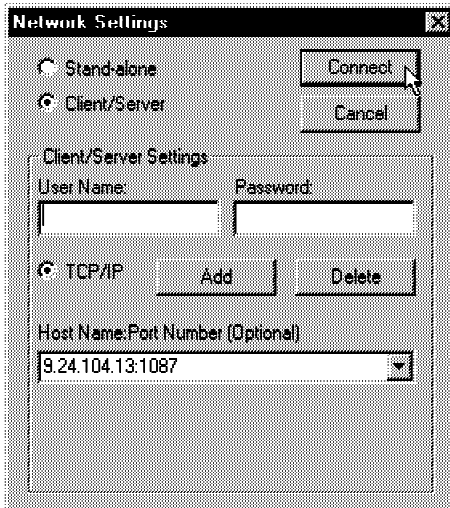 Network Settings
Stand-alone
Connect
Client/Server
Cancel
Client/Server Settings
User Name:
Password:
TCP/IP
Add
Delete
Host Name:Port Number (Optional)
9.24.104.13:1087